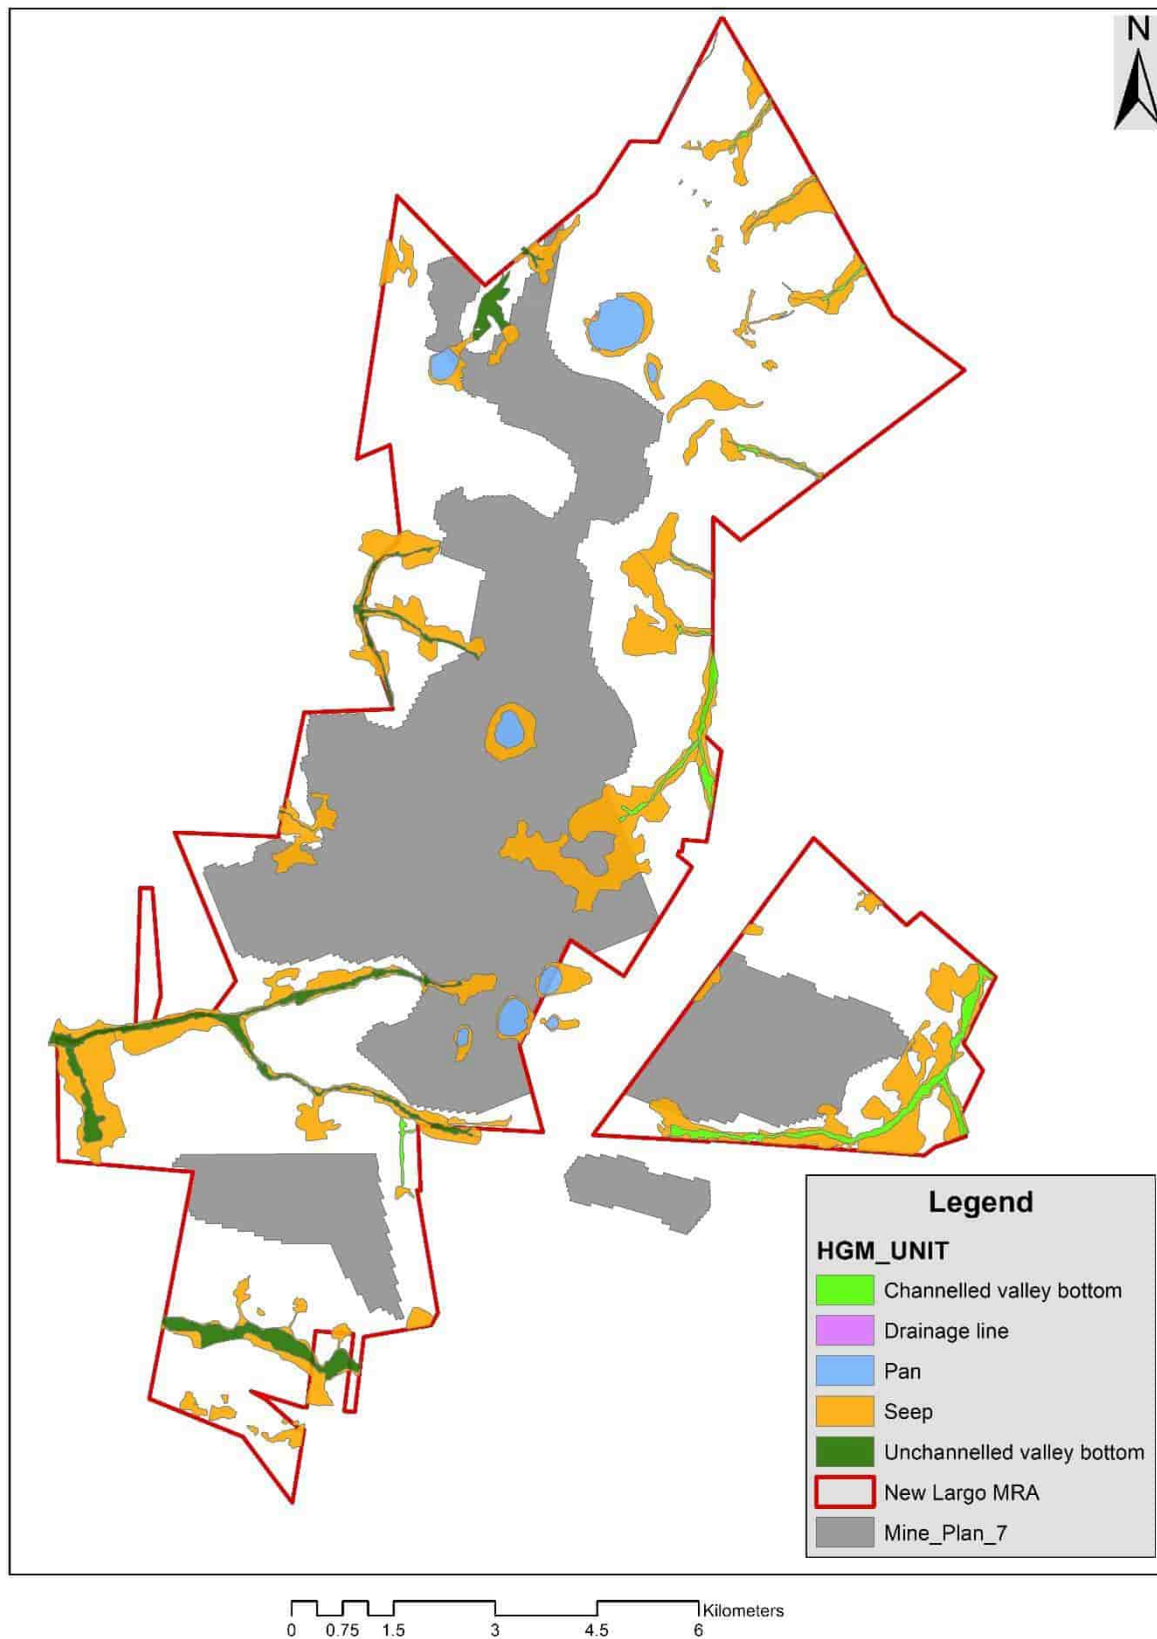 N
Legend
HGM_UNIT
Channelled valley bottom
Drainage line
Pan
Seep
Unchannelled valley bottom
New Largo MRA
Mine_Plan_7
Kilometers
0 0.75 1.5 3 4.5 6